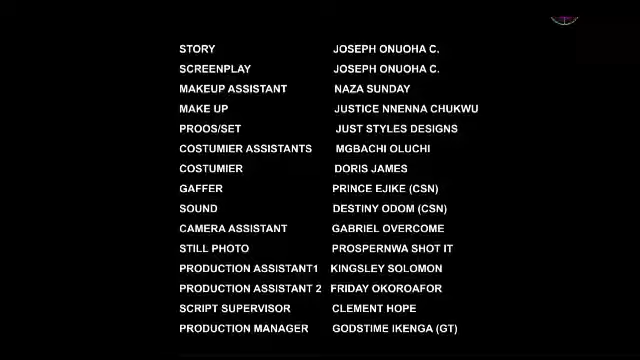 STORY JOSEPH ONUOHA C.
SCREENPLAY JOSEPH ONUOHA C.
MAKEUP ASSISTANT NAZA SUNDAY
MAKE UP JUSTICE NNENNA CHUKWU
PROOS/SET JUST STYLES DESIGNS
COSTUMIER ASSISTANTS MGBACHI OLUCHI
COSTUMIER DORIS JAMES
GAFFER PRINCE EJIKE (CSN)
SOUND DESTINY ODOM (CSN)
CAMERA ASSISTANT GABRIEL OVERCOME
STILL PHOTO PROSPERNWA SHOT IT
PRODUCTION ASSISTANT1 KINGSLEY SOLOMON
PRODUCTION ASSISTANT 2 FRIDAY OKOROAFOR
SCRIPT SUPERVISOR CLEMENT HOPE
PRODUCTION MANAGER GODSTIME IKENGA (GT)